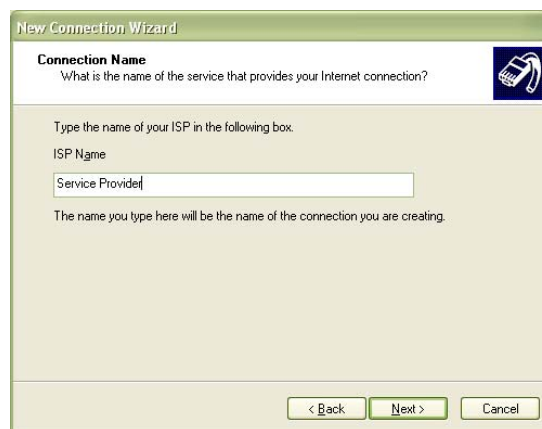 New Connection Wizard
Connection Name
What is the name of the service that provides your Internet connection?
Type the name of your ISP in the following box.
ISP Name
Service Provider
The name you type here will be the name of the connection you are creating.
< Back
Next >
Cancel